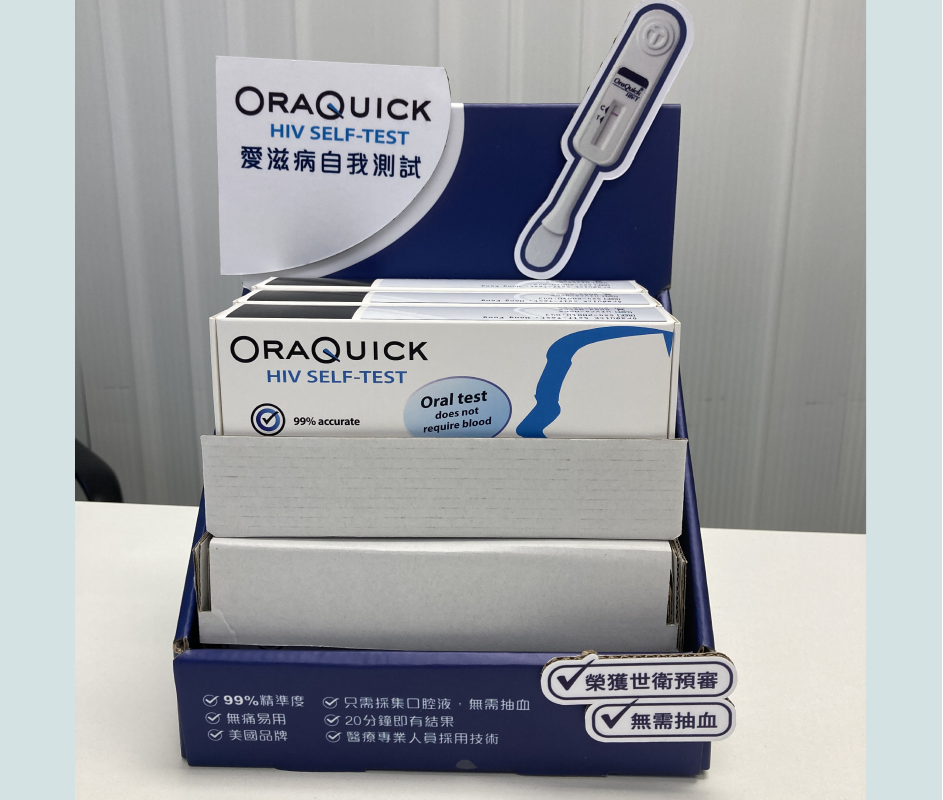 ORAQUICK
HIV SELF-TEST
愛滋病自我測試
OraQuick
C
T
ORAQUICK
HIV SELF-TEST
99% accurate
Oral test
does not
require blood
榮獲世衛預審
無需抽血
99%精準度
無痛易用
美國品牌
只需採集口腔液，無需抽血
20分鐘即有結果
醫療專業人員採用技術